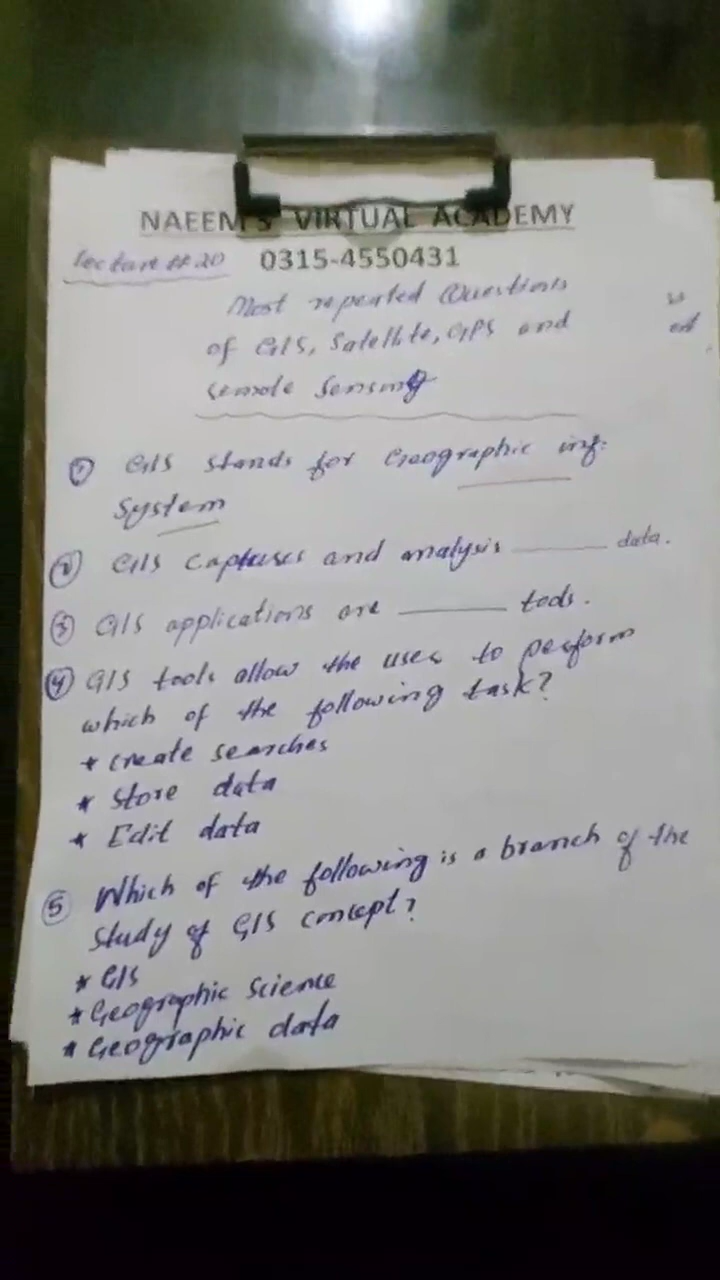 NAEEM'S VIRTUAL ACADEMY
lecture # 20 0315-4550431
Most repeated Questions
of GIS, Satellite, GPS and
remote Sensing
① GIS stands for Geographic inf:
System
② GIS captures and analysis ______ data.
③ GIS applications are ______ tools.
④ GIS tools allow the user to perform
which of the following task?
* Create searches
* Store data
* Edit data
⑤ Which of the following is a branch of the
study of GIS concept?
* GIS
* Geographic Science
* Geographic data